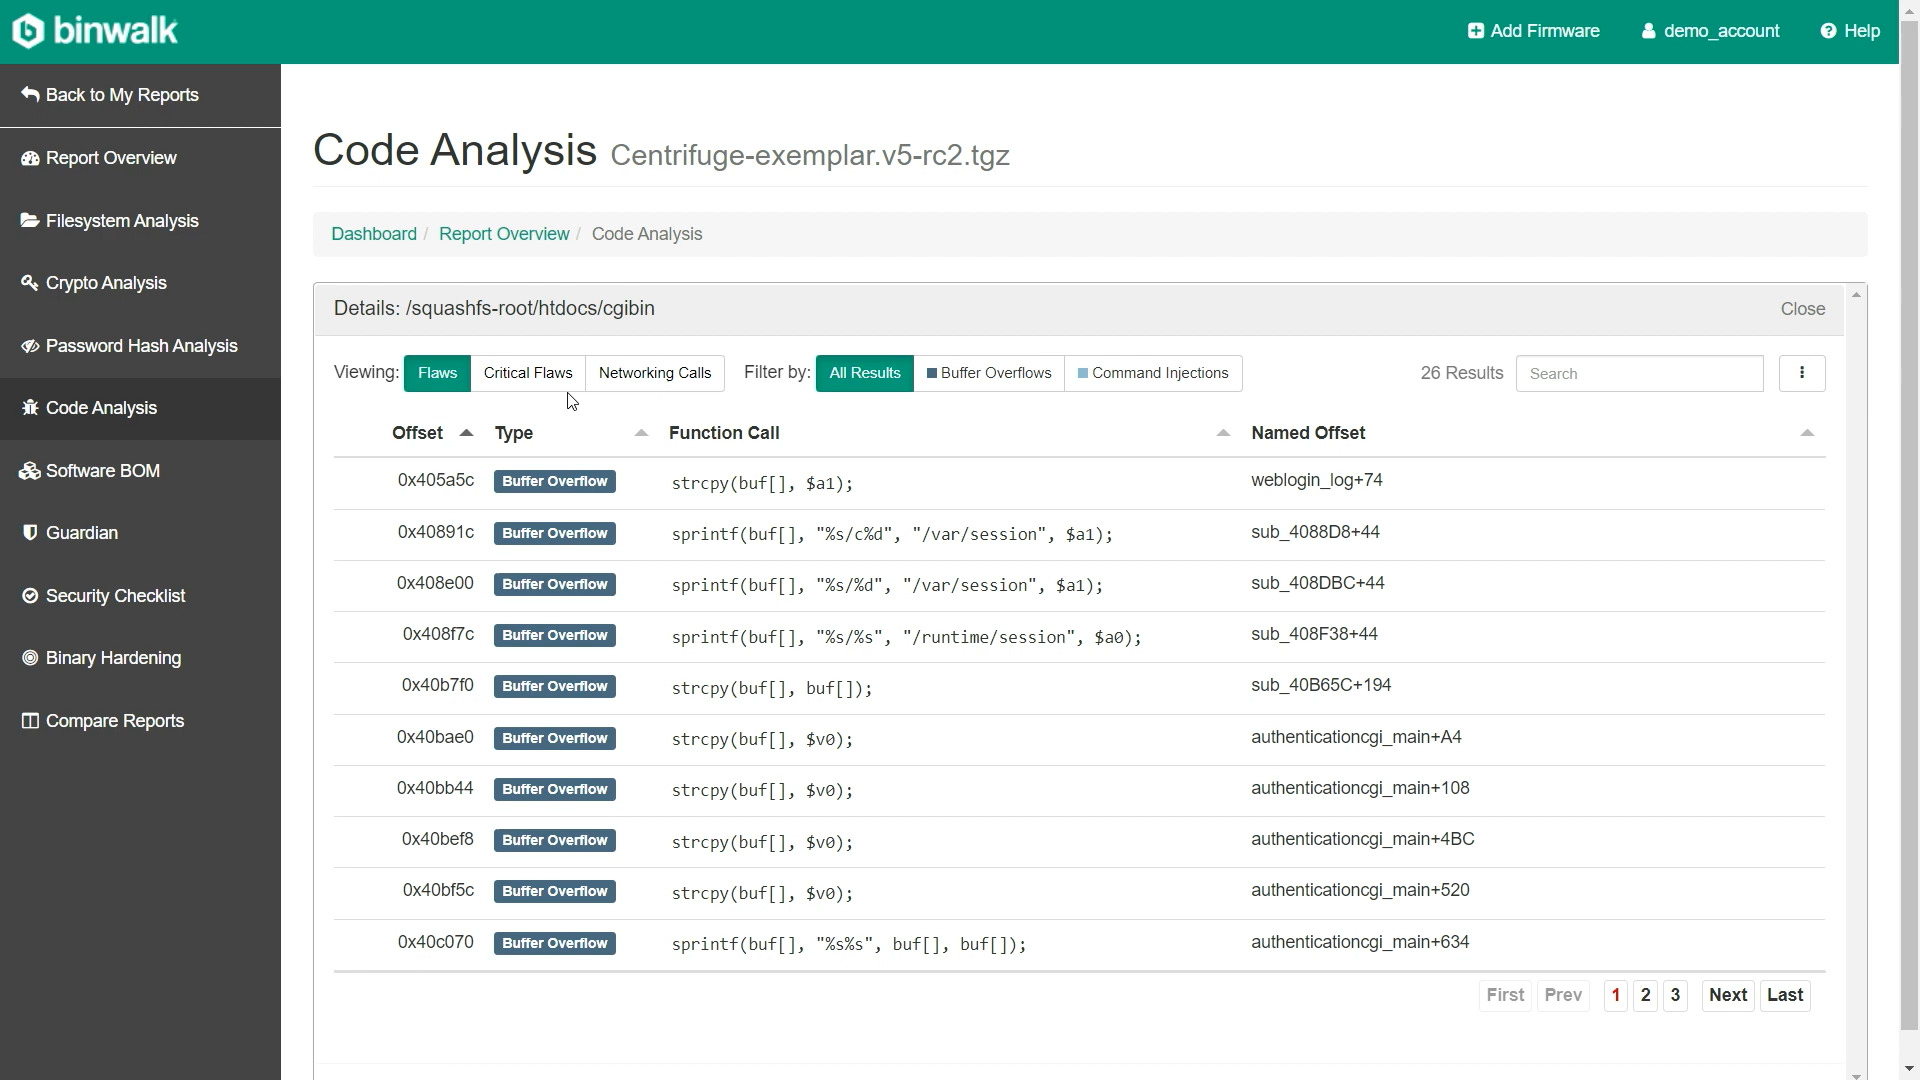 binwalk
Add Firmware demo_account Help
Back to My Reports
Report Overview
Filesystem Analysis
Crypto Analysis
Password Hash Analysis
Code Analysis
Software BOM
Guardian
Security Checklist
Binary Hardening
Compare Reports
Code Analysis Centrifuge-exemplar.v5-rc2.tgz
Dashboard / Report Overview / Code Analysis
Details: /squashfs-root/htdocs/cgibin Close
Viewing: Flaws Critical Flaws Networking Calls Filter by: All Results Buffer Overflows Command Injections 26 Results Search
Offset Type Function Call Named Offset
0x405a5c Buffer Overflow strcpy(buf[], $a1); weblogin_log+74
0x40891c Buffer Overflow sprintf(buf[], "%s/c%d", "/var/session", $a1); sub_4088D8+44
0x408e00 Buffer Overflow sprintf(buf[], "%s/%d", "/var/session", $a1); sub_408DBC+44
0x408f7c Buffer Overflow sprintf(buf[], "%s/%s", "/runtime/session", $a0); sub_408F38+44
0x40b7f0 Buffer Overflow strcpy(buf[], buf[]); sub_40B65C+194
0x40bae0 Buffer Overflow strcpy(buf[], $v0); authenticationcgi_main+A4
0x40bb44 Buffer Overflow strcpy(buf[], $v0); authenticationcgi_main+108
0x40bef8 Buffer Overflow strcpy(buf[], $v0); authenticationcgi_main+4BC
0x40bf5c Buffer Overflow strcpy(buf[], $v0); authenticationcgi_main+520
0x40c070 Buffer Overflow sprintf(buf[], "%s%s", buf[], buf[]); authenticationcgi_main+634
First Prev 1 2 3 Next Last